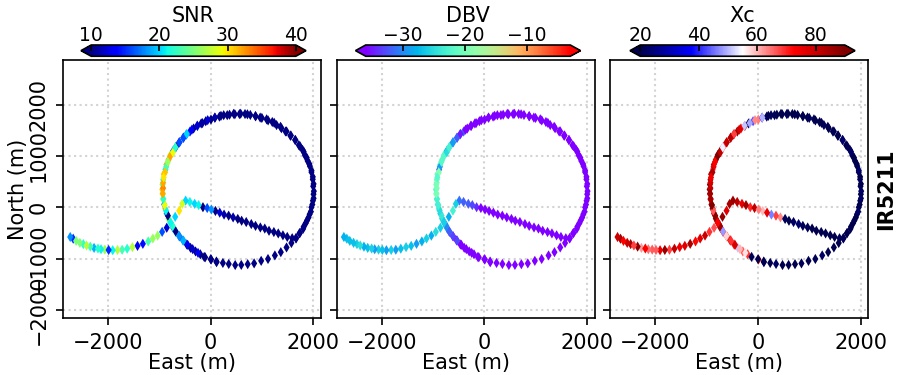 SNR DBV Xc
10 20 30 40 −30 −20 −10 20 40 60 80
North (m)
2000
1000
0
−1000
−2000
−2000 0 2000 −2000 0 2000 −2000 0 2000
East (m) East (m) East (m)
IR5211